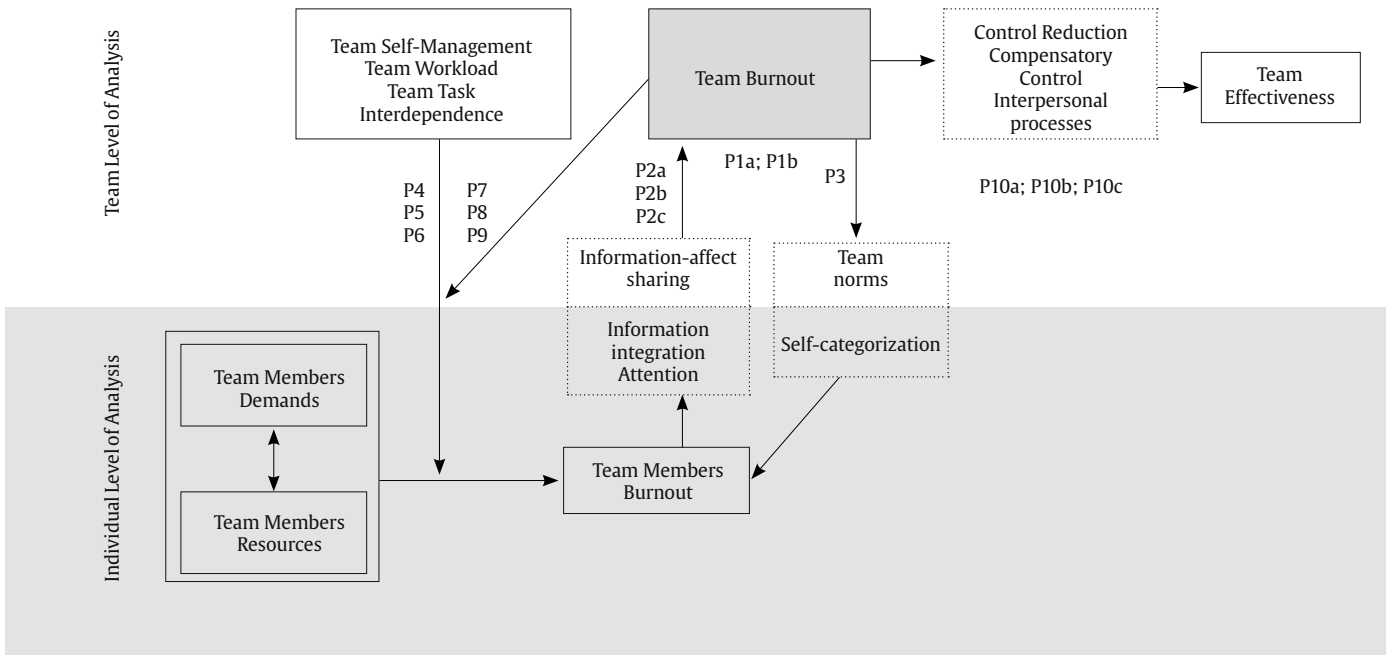 Team Level of Analysis
Team Self-Management
Team Workload
Team Task
Interdependence
Team Burnout
Control Reduction
Compensatory
Control
Interpersonal
processes
Team
Effectiveness
P4
P5
P6
P7
P8
P9
P2a
P2b
P2c
P1a; P1b
P3
P10a; P10b; P10c
Information-affect
sharing
Team
norms
Individual Level of Analysis
Information
integration
Attention
Self-categorization
Team Members
Demands
Team Members
Resources
Team Members
Burnout